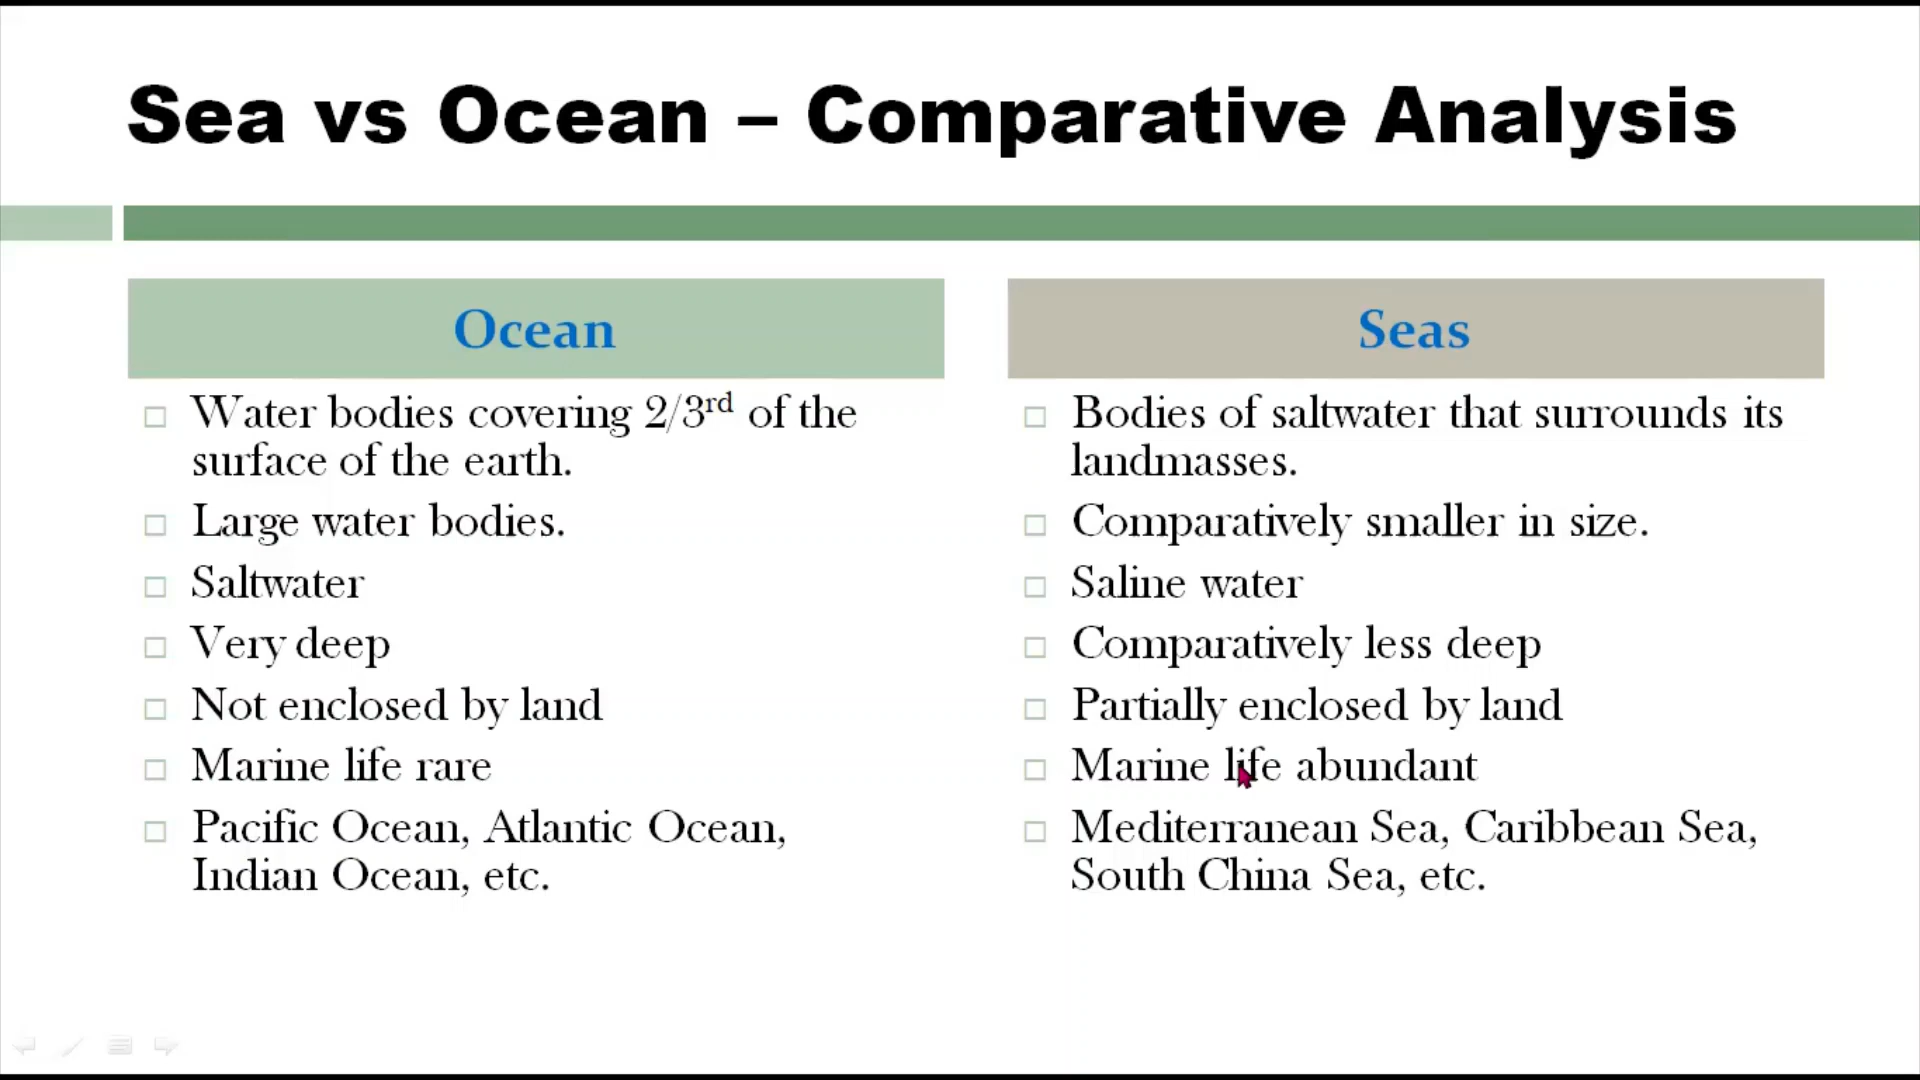 Sea vs Ocean – Comparative Analysis
Ocean
Water bodies covering 2/3rd of the
surface of the earth.
Large water bodies.
Saltwater
Very deep
Not enclosed by land
Marine life rare
Pacific Ocean, Atlantic Ocean,
Indian Ocean, etc.
Seas
Bodies of saltwater that surrounds its
landmasses.
Comparatively smaller in size.
Saline water
Comparatively less deep
Partially enclosed by land
Marine life abundant
Mediterranean Sea, Caribbean Sea,
South China Sea, etc.